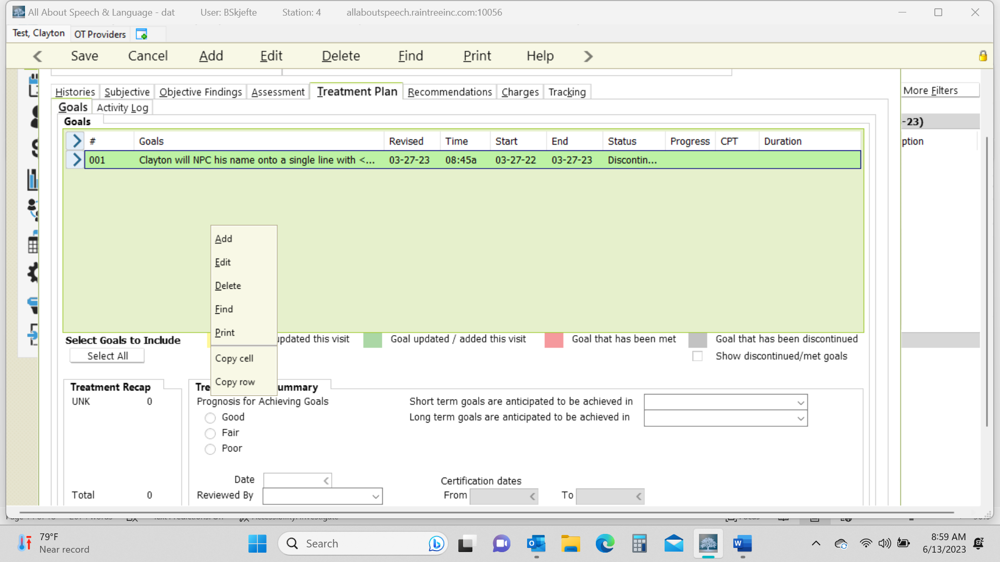 All About Speech & Language - dat User: BSkjefte Station: 4 allaboutspeech.raintreeinc.com:10056
Test, Clayton OT Providers
Save Cancel Add Edit Delete Find Print Help
Histories Subjective Objective Findings Assessment Treatment Plan Recommendations Charges Tracking More Filters
Goals Activity Log
Goals -23)
# Goals Revised Time Start End Status Progress CPT Duration ption
001 Clayton will NPC his name onto a single line with <... 03-27-23 08:45a 03-27-22 03-27-23 Discontin...
Add
Edit
Delete
Find
Print
Copy cell
Copy row
Select Goals to Include updated this visit Goal updated / added this visit Goal that has been met Goal that has been discontinued
Select All Show discontinued/met goals
Treatment Recap Tre ummary
UNK 0 Prognosis for Achieving Goals Short term goals are anticipated to be achieved in
Good Long term goals are anticipated to be achieved in
Fair
Poor
Date Certification dates
Total 0 Reviewed By From To
79°F
Near record
Search
8:59 AM
6/13/2023